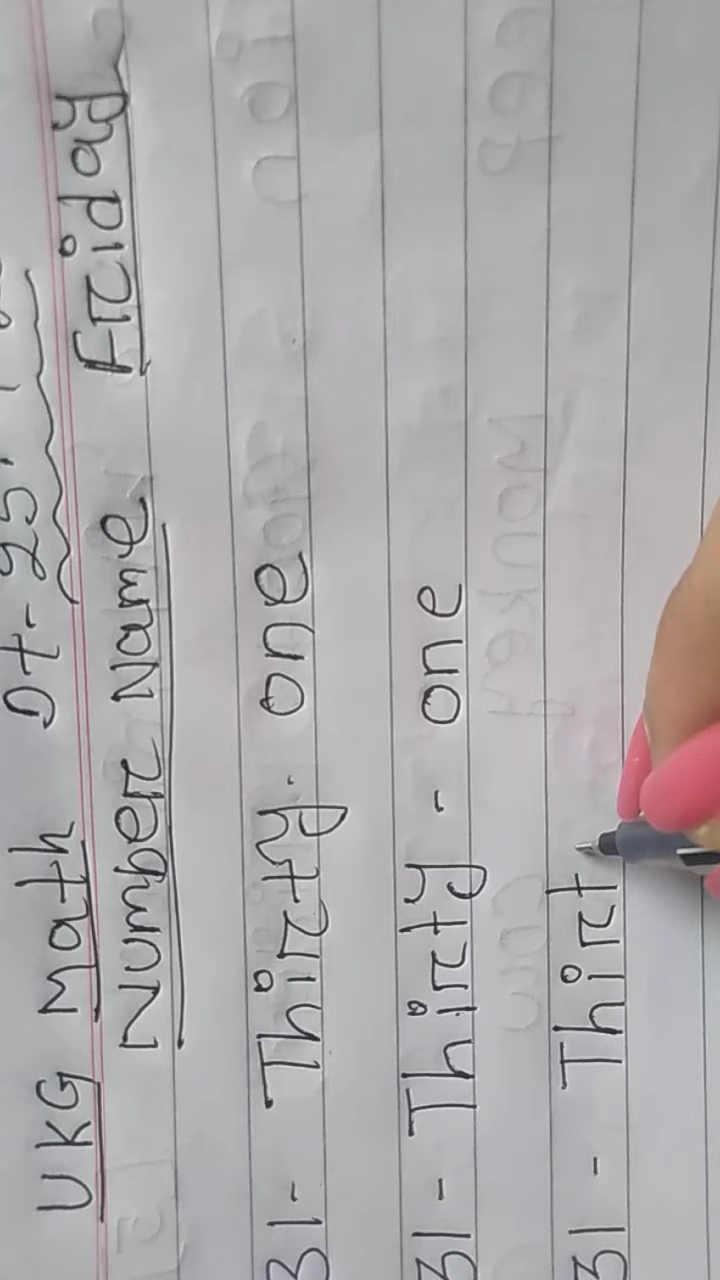 UKG Math Dt- 25.
Number Name Friday
31- Thirty. one
31 - Thirty - one
31 - Thirt